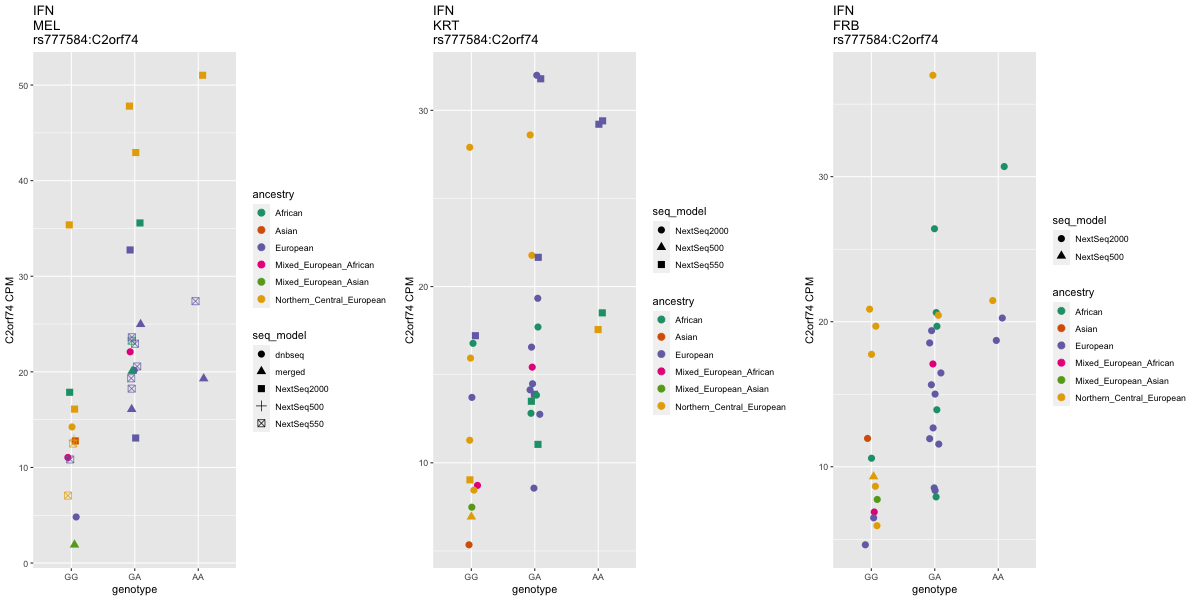 IFN
MEL
rs777584:C2orf74
C2orf74 CPM
50
40
30
20
10
0
GG GA AA
genotype
ancestry
African
Asian
European
Mixed_European_African
Mixed_European_Asian
Northern_Central_European
seq_model
dnbseq
merged
NextSeq2000
NextSeq500
NextSeq550
IFN
KRT
rs777584:C2orf74
C2orf74 CPM
30
20
10
GG GA AA
genotype
seq_model
NextSeq2000
NextSeq500
NextSeq550
ancestry
African
Asian
European
Mixed_European_African
Mixed_European_Asian
Northern_Central_European
IFN
FRB
rs777584:C2orf74
C2orf74 CPM
30
20
10
GG GA AA
genotype
seq_model
NextSeq2000
NextSeq500
ancestry
African
Asian
European
Mixed_European_African
Mixed_European_Asian
Northern_Central_European